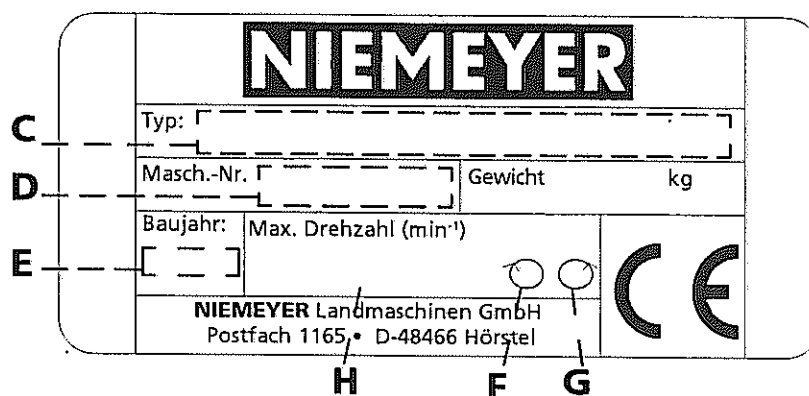 NIEMEYER
C Typ:
D Masch.-Nr. Gewicht kg
Baujahr: Max. Drehzahl (min⁻¹)
E
CE
NIEMEYER Landmaschinen GmbH
Postfach 1165 • D-48466 Hörstel
H F G